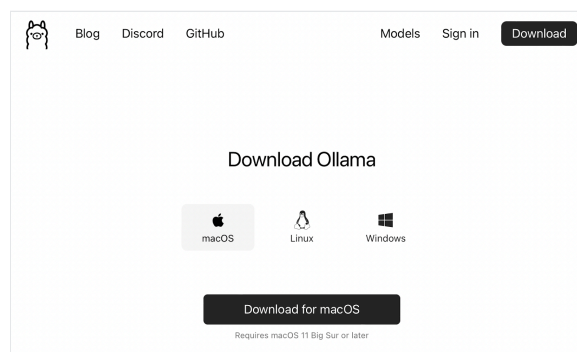 Blog Discord GitHub Models Sign in Download
Download Ollama
macOS Linux Windows
Download for macOS
Requires macOS 11 Big Sur or later